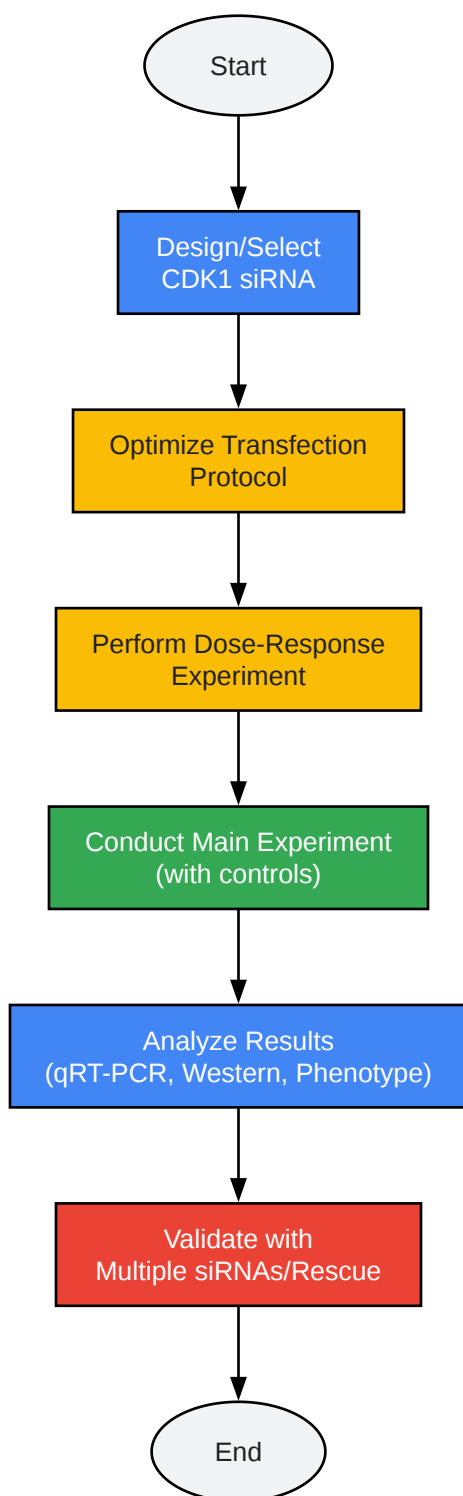 Start
Design/Select
CDK1 siRNA
Optimize Transfection
Protocol
Perform Dose-Response
Experiment
Conduct Main Experiment
(with controls)
Analyze Results
(qRT-PCR, Western, Phenotype)
Validate with
Multiple siRNAs/Rescue
End